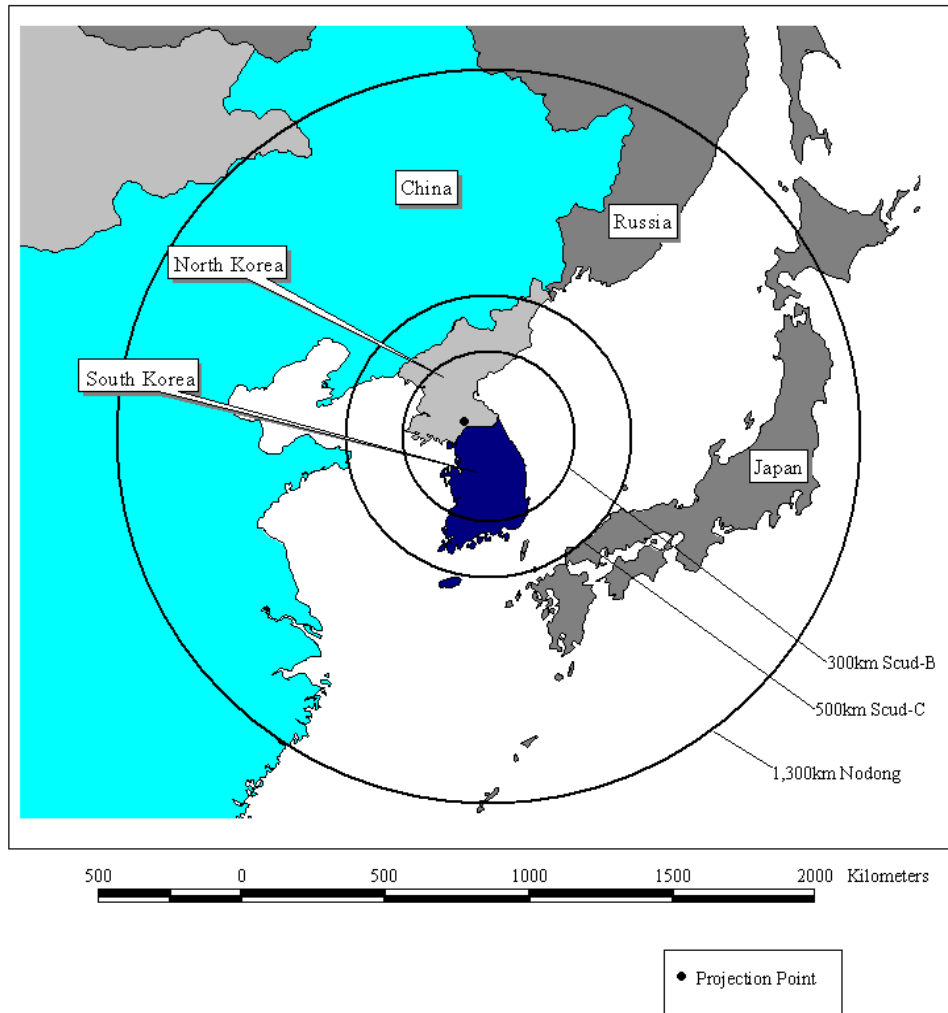 China
Russia
North Korea
South Korea
Japan
300km Scud-B
500km Scud-C
1,300km Nodong
500 0 500 1000 1500 2000 Kilometers
Projection Point